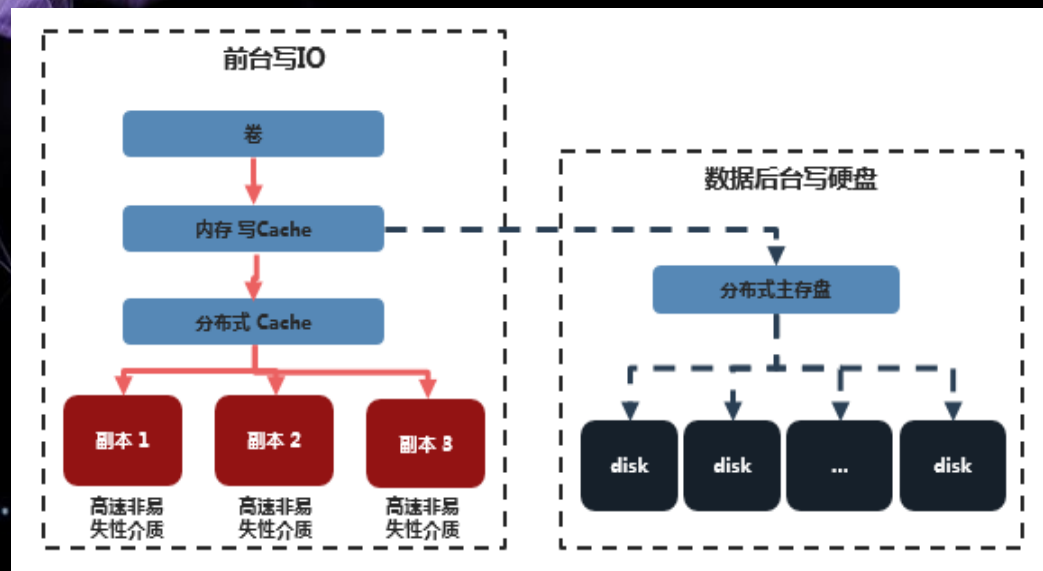 前台写IO
卷
内存 写Cache
分布式 Cache
副本 1
副本 2
副本 3
高速非易
失性介质
高速非易
失性介质
高速非易
失性介质
数据后台写硬盘
分布式主存盘
disk
disk
...
disk